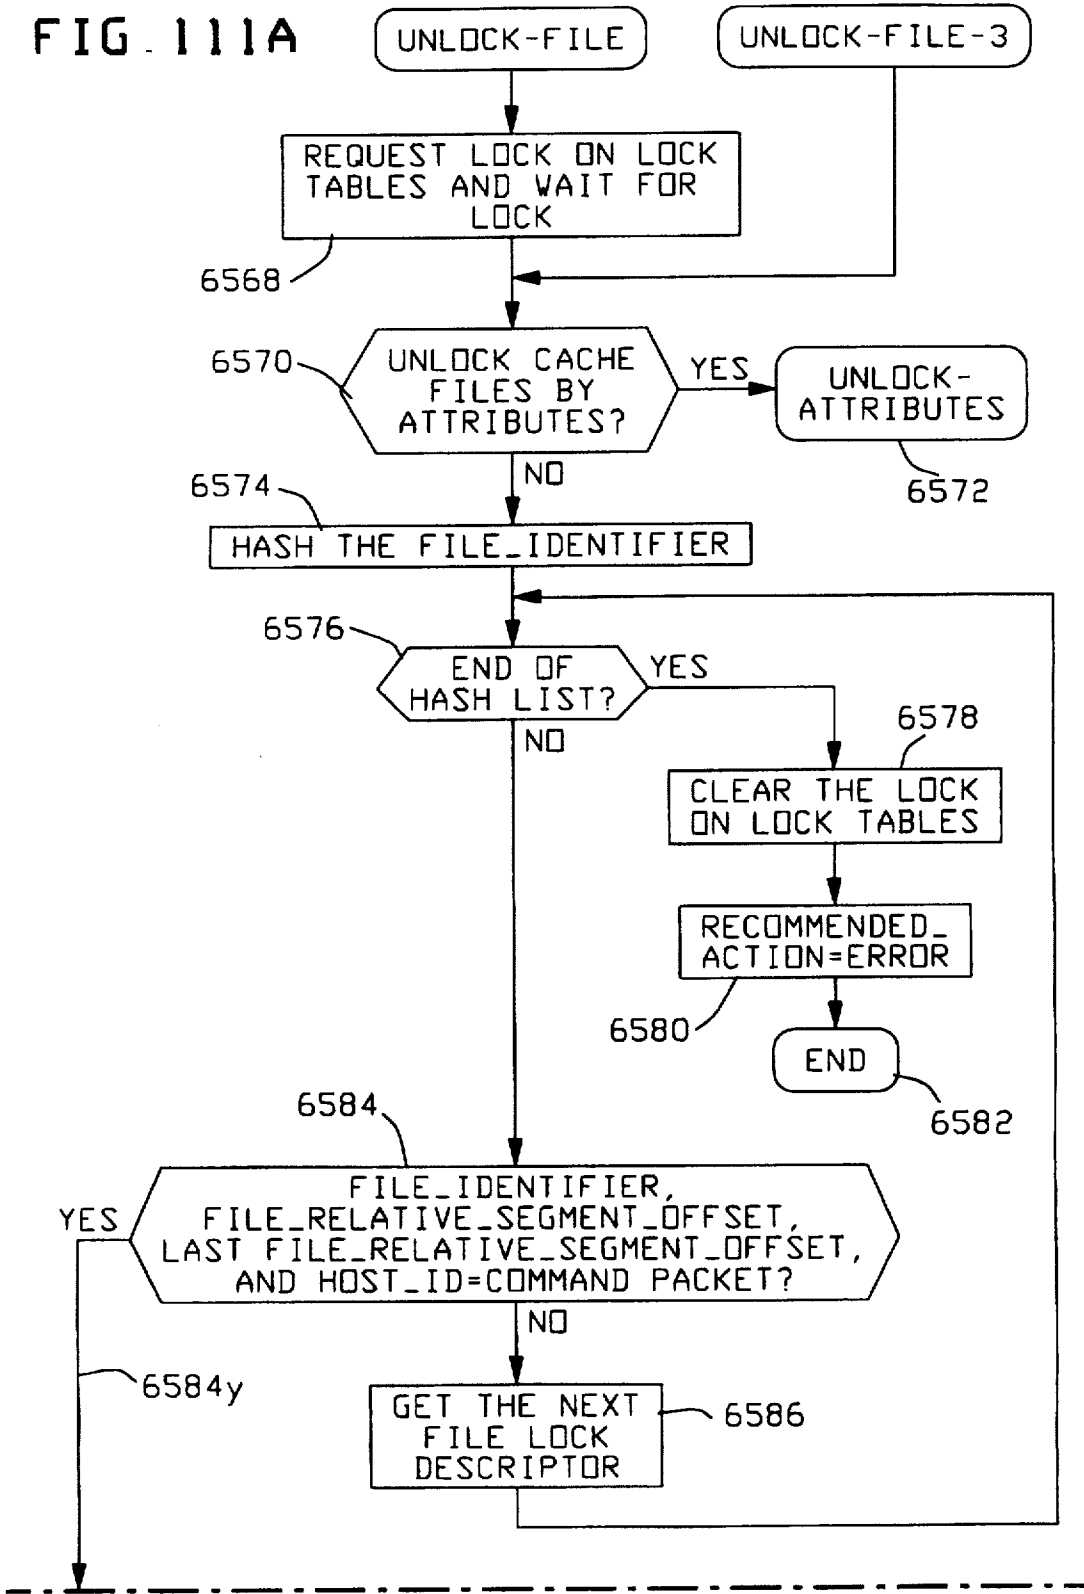 FIG. 111A
UNLOCK-FILE
UNLOCK-FILE-3
REQUEST LOCK ON LOCK
TABLES AND WAIT FOR
LOCK
6568
6570
UNLOCK CACHE
FILES BY
ATTRIBUTES?
YES
UNLOCK-
ATTRIBUTES
6572
NO
6574
HASH THE FILE_IDENTIFIER
6576
END OF
HASH LIST?
YES
NO
6578
CLEAR THE LOCK
ON LOCK TABLES
RECOMMENDED_
ACTION=ERROR
6580
END
6582
6584
YES
FILE_IDENTIFIER,
FILE_RELATIVE_SEGMENT_OFFSET,
LAST FILE_RELATIVE_SEGMENT_OFFSET,
AND HOST_ID=COMMAND PACKET?
NO
6584y
GET THE NEXT
FILE LOCK
DESCRIPTOR
6586